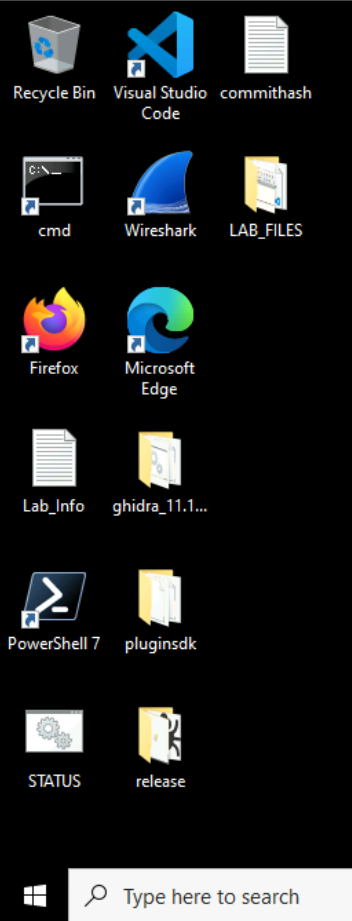 Recycle Bin
Visual Studio
Code
commithash
C:\._
cmd
Wireshark
LAB_FILES
Firefox
Microsoft
Edge
Lab_Info
ghidra_11.1...
PowerShell 7
pluginsdk
STATUS
release
Type here to search